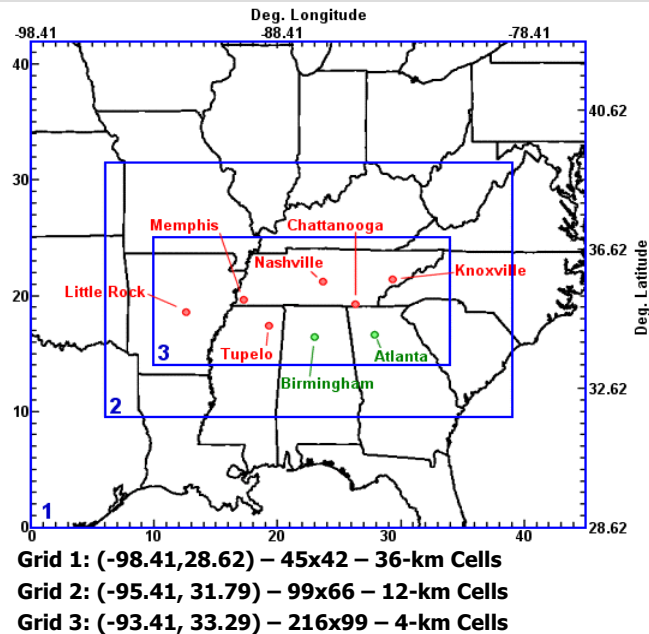 Deg. Longitude
-98.41 -88.41 -78.41
40
40.62
30
Memphis Chattanooga
36.62
Nashville
Knoxville
Little Rock
20
Deg. Latitude
3 Tupelo Atlanta
Birmingham
32.62
10
2
1
0
28.62
0 10 20 30 40
Grid 1: (-98.41,28.62) – 45x42 – 36-km Cells
Grid 2: (-95.41, 31.79) – 99x66 – 12-km Cells
Grid 3: (-93.41, 33.29) – 216x99 – 4-km Cells